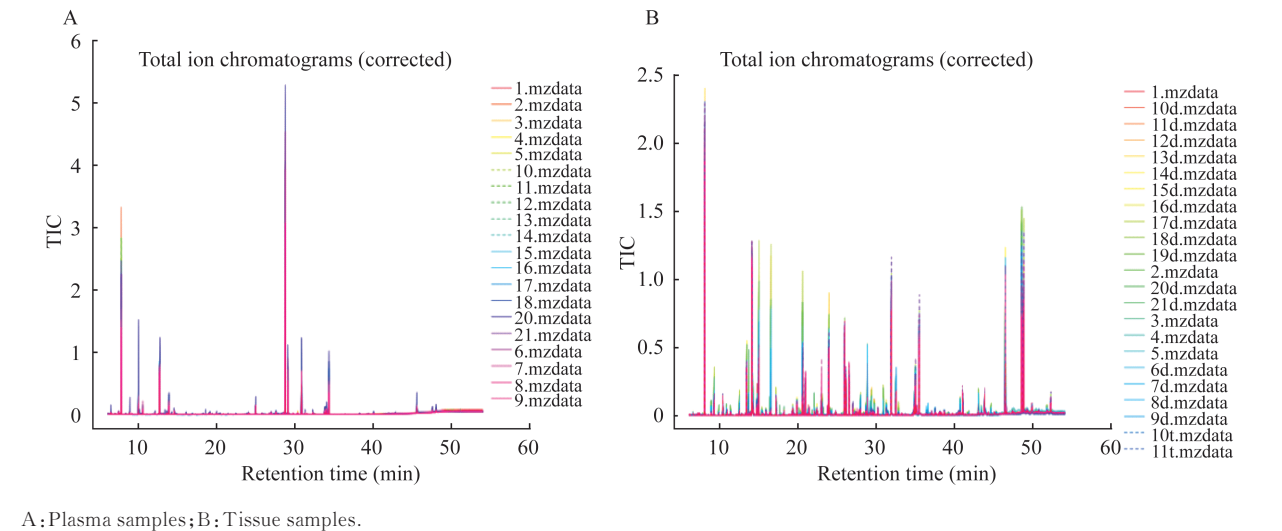 A
Total ion chromatograms (corrected)
6
5
4
3
2
1
0
TIC
10
20
30
40
50
60
Retention time (min)
1.mzdata
2.mzdata
3.mzdata
4.mzdata
5.mzdata
10.mzdata
11.mzdata
12.mzdata
13.mzdata
14.mzdata
15.mzdata
16.mzdata
17.mzdata
18.mzdata
20.mzdata
21.mzdata
6.mzdata
7.mzdata
8.mzdata
9.mzdata
B
Total ion chromatograms (corrected)
2.5
2.0
1.5
1.0
0.5
0
TIC
10
20
30
40
50
60
Retention time (min)
1.mzdata
10d.mzdata
11d.mzdata
12d.mzdata
13d.mzdata
14d.mzdata
15d.mzdata
16d.mzdata
17d.mzdata
18d.mzdata
19d.mzdata
2.mzdata
20d.mzdata
21d.mzdata
3.mzdata
4.mzdata
5.mzdata
6d.mzdata
7d.mzdata
8d.mzdata
9d.mzdata
10t.mzdata
11t.mzdata
A:Plasma samples;B:Tissue samples.